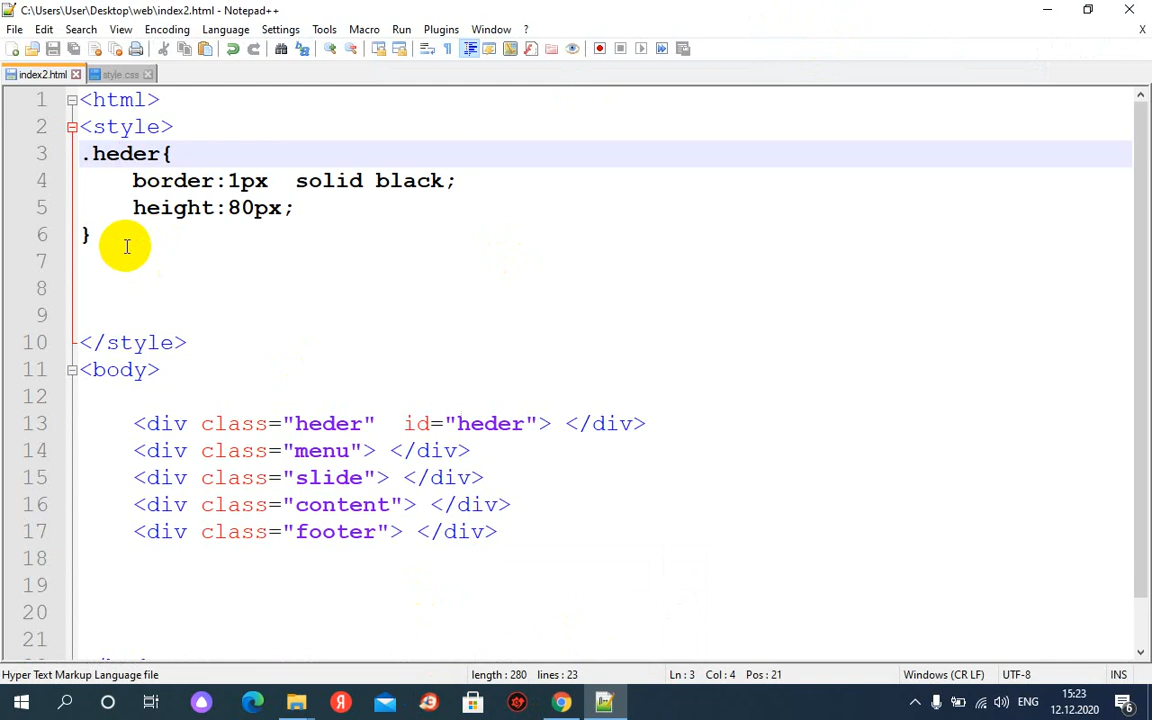 C:\Users\User\Desktop\web\index2.html - Notepad++
File Edit Search View Encoding Language Settings Tools Macro Run Plugins Window ? X
index2.html style.css
1 <html>
2 <style>
3 .heder{
4 border:1px  solid black;
5 height:80px;
6 }
7
8
9
10 </style>
11 <body>
12
13 <div class="heder"  id="heder"> </div>
14 <div class="menu"> </div>
15 <div class="slide"> </div>
16 <div class="content"> </div>
17 <div class="footer"> </div>
18
19
20
21
Hyper Text Markup Language file length: 280 lines: 23 Ln: 3 Col: 4 Pos: 21 Windows (CR LF) UTF-8 INS
ENG 15:23
12.12.2020 6